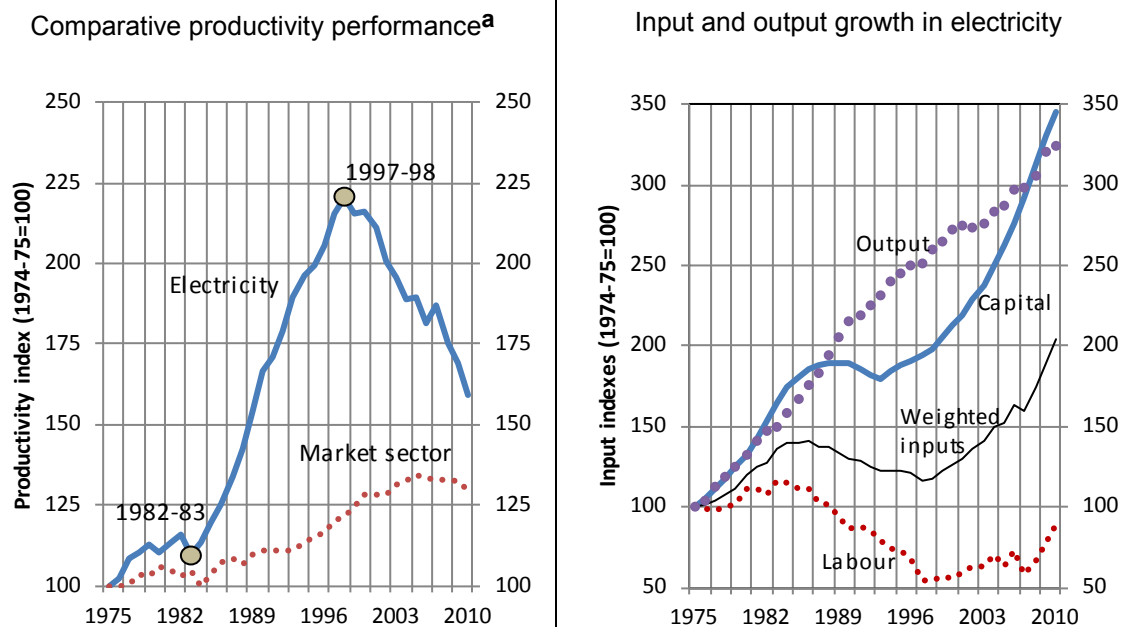 Comparative productivity performanceᵃ
250
225
200
175
150
125
100
Productivity index (1974-75=100)
1997-98
Electricity
Market sector
1982-83
250
225
200
175
150
125
100
1975 1982 1989 1996 2003 2010
Input and output growth in electricity
350
300
250
200
150
100
50
Input indexes (1974-75=100)
Output
Capital
Weighted
inputs
Labour
350
300
250
200
150
100
50
1975 1982 1989 1996 2003 2010